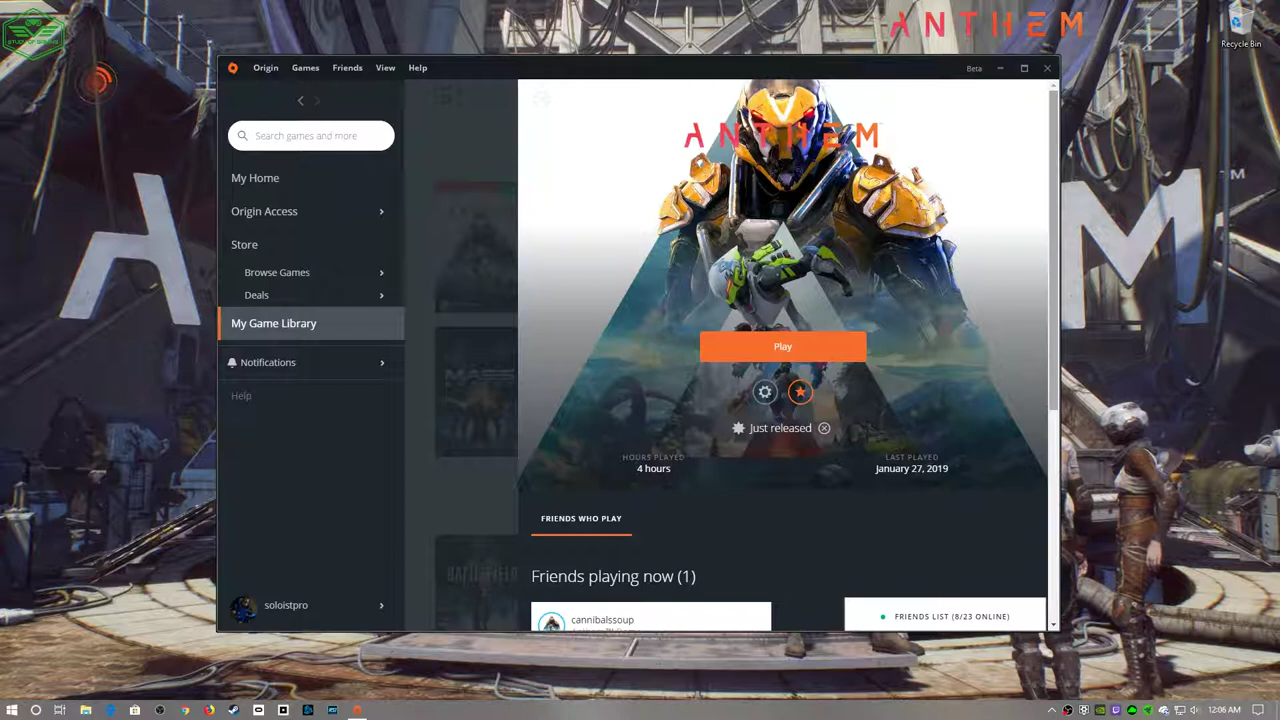 ANTHEM
Recycle Bin
Origin Games Friends View Help
Beta
Search games and more
ANTHEM
My Home
Origin Access
Store
Browse Games
Deals
My Game Library
Notifications
Help
Play
Just released
HOURS PLAYED
4 hours
LAST PLAYED
January 27, 2019
FRIENDS WHO PLAY
Friends playing now (1)
cannibalssoup
FRIENDS LIST (8/23 ONLINE)
soloistpro
A M ™
12:06 AM